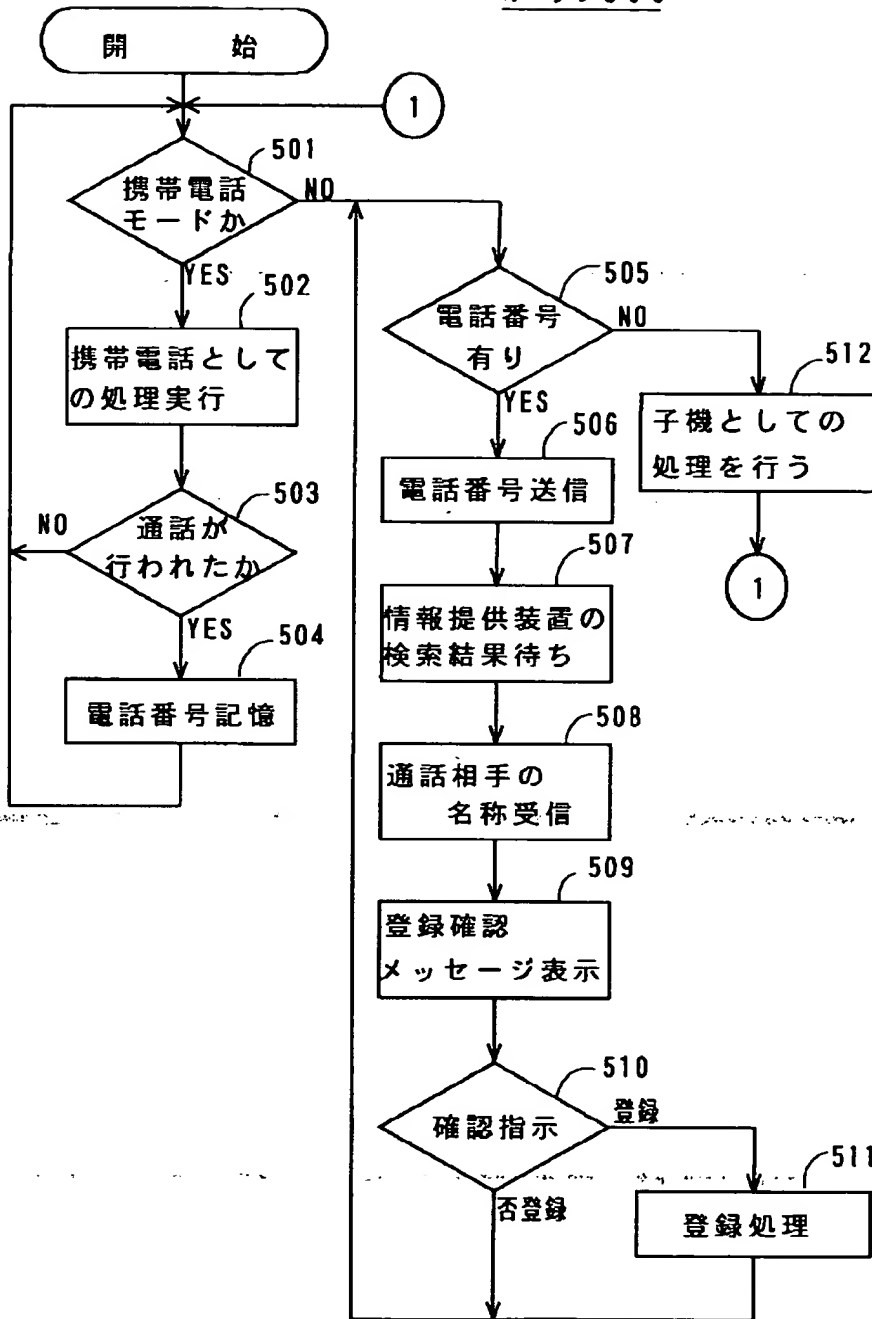 開 始
1
501
携帯電話
モードか
NO
YES
502
携帯電話として
の処理実行
503
通話が
行われたか
NO
YES
504
電話番号記憶
505
電話番号
有り
NO
YES
512
子機としての
処理を行う
1
506
電話番号送信
507
情報提供装置の
検索結果待ち
508
通話相手の
名称受信
509
登録確認
メッセージ表示
510
確認指示
登録
否登録
511
登録処理